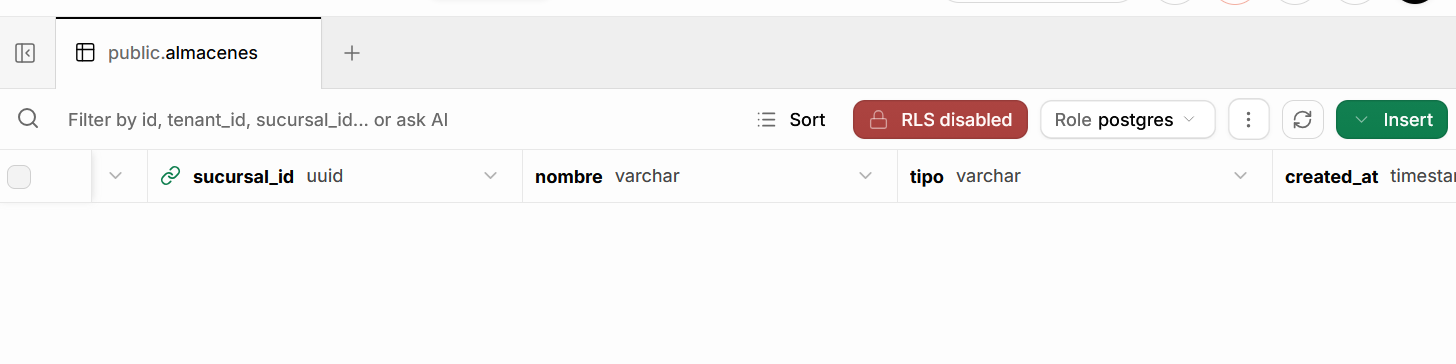 public.almacenes
Filter by id, tenant_id, sucursal_id... or ask AI Sort RLS disabled Role postgres Insert
sucursal_id uuid nombre varchar tipo varchar created_at